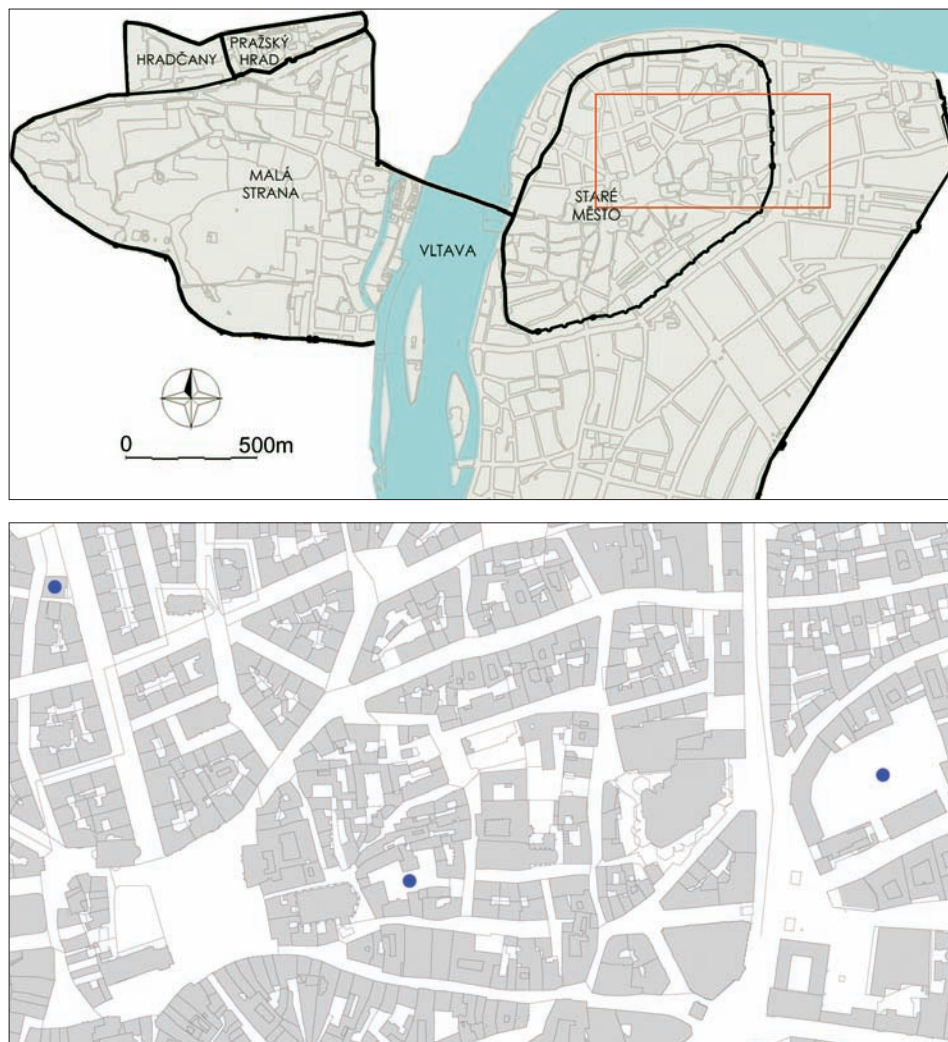 HRADČANY
PRAŽSKÝ
HRAD
MALÁ
STRANA
STARÉ
MĚSTO
VLTAVA
0 500m